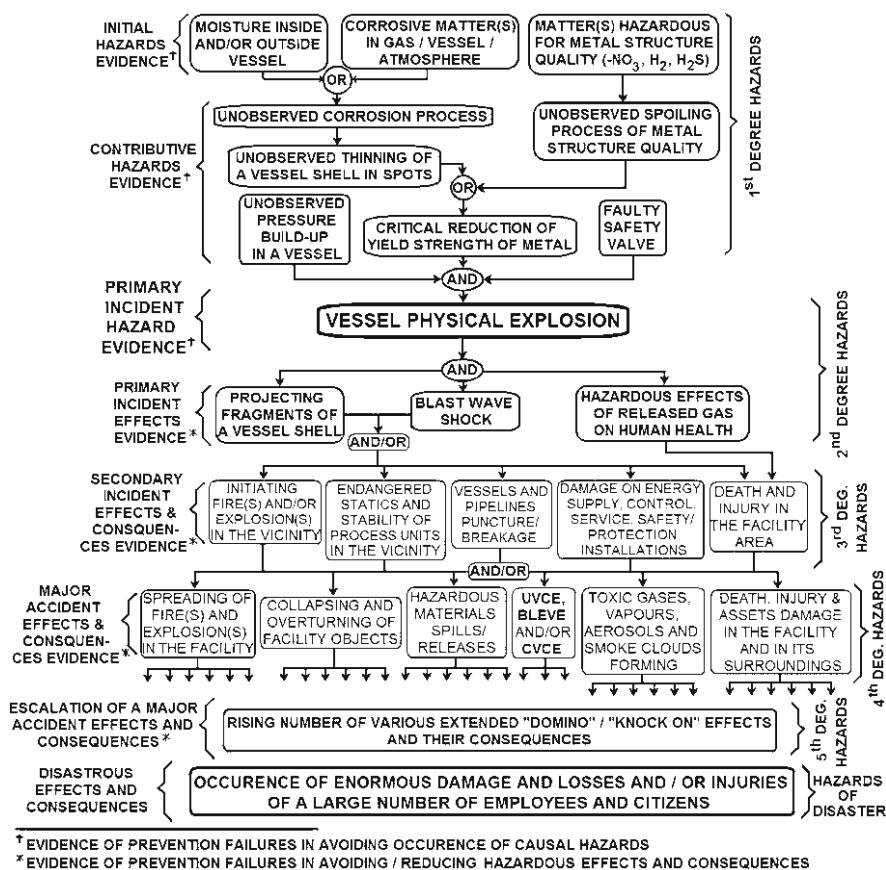 INITIAL
HAZARDS
EVIDENCE†
MOISTURE INSIDE
AND/OR OUTSIDE
VESSEL
CORROSIVE MATTER(S)
IN GAS / VESSEL /
ATMOSPHERE
MATTER(S) HAZARDOUS
FOR METAL STRUCTURE
QUALITY (-NO3, H2, H2S)
OR
1st DEGREE HAZARDS
CONTRIBUTIVE
HAZARDS
EVIDENCE†
UNOBSERVED CORROSION PROCESS
UNOBSERVED SPOILING
PROCESS OF METAL
STRUCTURE QUALITY
UNOBSERVED THINNING OF
A VESSEL SHELL IN SPOTS
OR
UNOBSERVED
PRESSURE
BUILD-UP
IN A VESSEL
CRITICAL REDUCTION OF
YIELD STRENGTH OF METAL
FAULTY
SAFETY
VALVE
AND
PRIMARY
INCIDENT
HAZARD
EVIDENCE†
VESSEL PHYSICAL EXPLOSION
2nd DEGREE HAZARDS
AND
PRIMARY
INCIDENT
EFFECTS
EVIDENCE*
PROJECTING
FRAGMENTS OF
A VESSEL SHELL
BLAST WAVE
SHOCK
HAZARDOUS EFFECTS
OF RELEASED GAS
ON HUMAN HEALTH
AND/OR
SECONDARY
INCIDENT
EFFECTS &
CONSQUEN-
CES EVIDENCE*
INITIATING
FIRE(S) AND/OR
EXPLOSION(S)
IN THE VICINITY
ENDANGERED
STATICS AND
STABILITY OF
PROCESS UNITS
IN THE VICINITY
VESSELS AND
PIPELINES
PUNCTURE/
BREAKAGE
DAMAGE ON ENERGY
SUPPLY, CONTROL.
SERVICE. SAFETY/
PROTECTION
INSTALLATIONS
DEATH AND
INJURY IN
THE FACILITY
AREA
3rd DEG.
HAZARDS
AND/OR
MAJOR
ACCIDENT
EFFECTS &
CONSQUEN-
CES EVIDENCE*
SPREADING OF
FIRE(S) AND
EXPLOSION(S)
IN THE FACILITY
COLLAPSING AND
OVERTURNING OF
FACILITY OBJECTS
HAZARDOUS
MATERIALS
SPILLS/
RELEASES
UVCE,
BLEVE
AND/OR
CVCE
TOXIC GASES,
VAPOURS,
AEROSOLS AND
SMOKE CLOUDS
FORMING
DEATH. INJURY &
ASSETS DAMAGE
IN THE FACILITY
AND IN ITS
SURROUNDINGS
4th DEG. HAZARDS
ESCALATION OF A MAJOR
ACCIDENT EFFECTS AND
CONSEQUENCES*
RISING NUMBER OF VARIOUS EXTENDED "DOMINO" / "KNOCK ON" EFFECTS
AND THEIR CONSEQUENCES
5th DEG.
HAZARDS
DISASTROUS
EFFECTS AND
CONSEQUENCES
OCCURENCE OF ENORMOUS DAMAGE AND LOSSES AND / OR INJURIES
OF A LARGE NUMBER OF EMPLOYEES AND CITIZENS
HAZARDS
OF
DISASTER
† EVIDENCE OF PREVENTION FAILURES IN AVOIDING OCCURENCE OF CAUSAL HAZARDS
* EVIDENCE OF PREVENTION FAILURES IN AVOIDING / REDUCING HAZARDOUS EFFECTS AND CONSEQUENCES